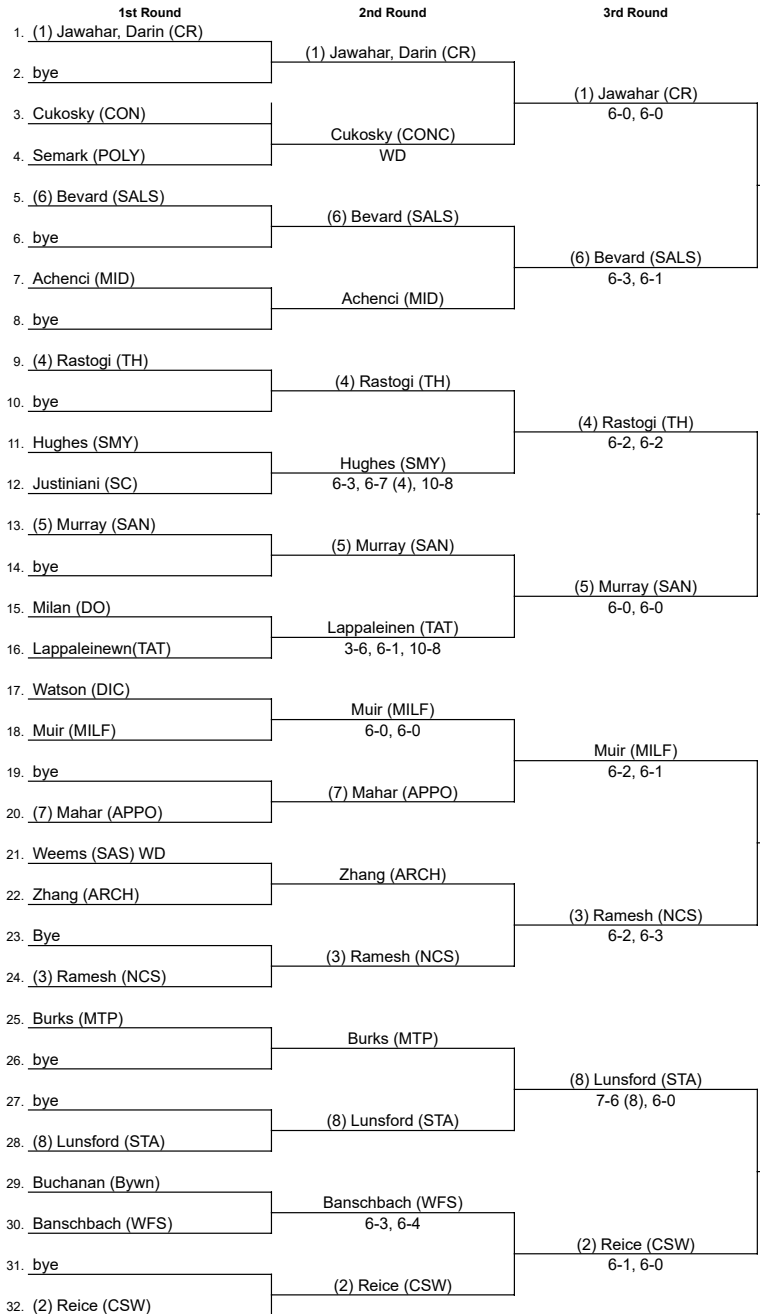 1st Round
2nd Round
3rd Round
1. (1) Jawahar, Darin (CR)
(1) Jawahar, Darin (CR)
2. bye
(1) Jawahar (CR)
6-0, 6-0
3. Cukosky (CON)
Cukosky (CONC)
WD
4. Semark (POLY)
5. (6) Bevard (SALS)
(6) Bevard (SALS)
6. bye
(6) Bevard (SALS)
6-3, 6-1
7. Achenci (MID)
Achenci (MID)
8. bye
9. (4) Rastogi (TH)
(4) Rastogi (TH)
10. bye
(4) Rastogi (TH)
6-2, 6-2
11. Hughes (SMY)
Hughes (SMY)
6-3, 6-7 (4), 10-8
12. Justiniani (SC)
13. (5) Murray (SAN)
(5) Murray (SAN)
14. bye
(5) Murray (SAN)
6-0, 6-0
15. Milan (DO)
Lappaleinen (TAT)
3-6, 6-1, 10-8
16. Lappaleinewn(TAT)
17. Watson (DIC)
Muir (MILF)
6-0, 6-0
18. Muir (MILF)
Muir (MILF)
6-2, 6-1
19. bye
(7) Mahar (APPO)
20. (7) Mahar (APPO)
21. Weems (SAS) WD
Zhang (ARCH)
22. Zhang (ARCH)
(3) Ramesh (NCS)
6-2, 6-3
23. Bye
(3) Ramesh (NCS)
24. (3) Ramesh (NCS)
25. Burks (MTP)
Burks (MTP)
26. bye
(8) Lunsford (STA)
7-6 (8), 6-0
27. bye
(8) Lunsford (STA)
28. (8) Lunsford (STA)
29. Buchanan (Bywn)
Banschbach (WFS)
6-3, 6-4
30. Banschbach (WFS)
(2) Reice (CSW)
6-1, 6-0
31. bye
(2) Reice (CSW)
32. (2) Reice (CSW)